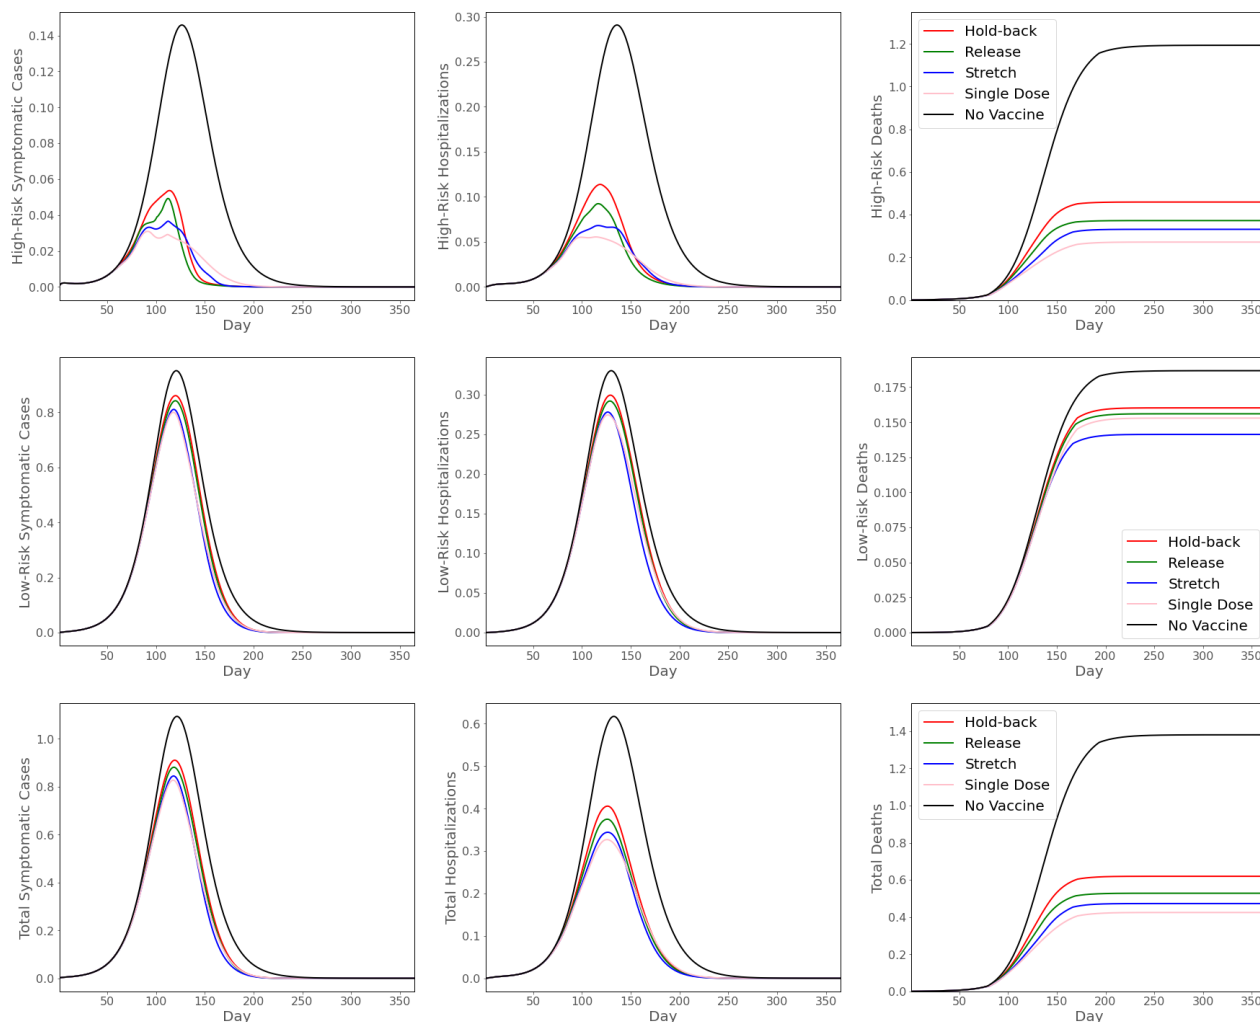 High-Risk Symptomatic Cases
0.14
0.12
0.10
0.08
0.06
0.04
0.02
0.00
50 100 150 200 250 300 350
Day
High-Risk Hospitalizations
0.30
0.25
0.20
0.15
0.10
0.05
0.00
50 100 150 200 250 300 350
Day
High-Risk Deaths
1.2
1.0
0.8
0.6
0.4
0.2
0.0
50 100 150 200 250 300 350
Day
Hold-back
Release
Stretch
Single Dose
No Vaccine
Low-Risk Symptomatic Cases
0.8
0.6
0.4
0.2
0.0
50 100 150 200 250 300 350
Day
Low-Risk Hospitalizations
0.30
0.25
0.20
0.15
0.10
0.05
0.00
50 100 150 200 250 300 350
Day
Low-Risk Deaths
0.175
0.150
0.125
0.100
0.075
0.050
0.025
0.000
50 100 150 200 250 300 350
Day
Hold-back
Release
Stretch
Single Dose
No Vaccine
Total Symptomatic Cases
1.0
0.8
0.6
0.4
0.2
0.0
50 100 150 200 250 300 350
Day
Total Hospitalizations
0.6
0.5
0.4
0.3
0.2
0.1
0.0
50 100 150 200 250 300 350
Day
Total Deaths
1.4
1.2
1.0
0.8
0.6
0.4
0.2
0.0
50 100 150 200 250 300 350
Day
Hold-back
Release
Stretch
Single Dose
No Vaccine